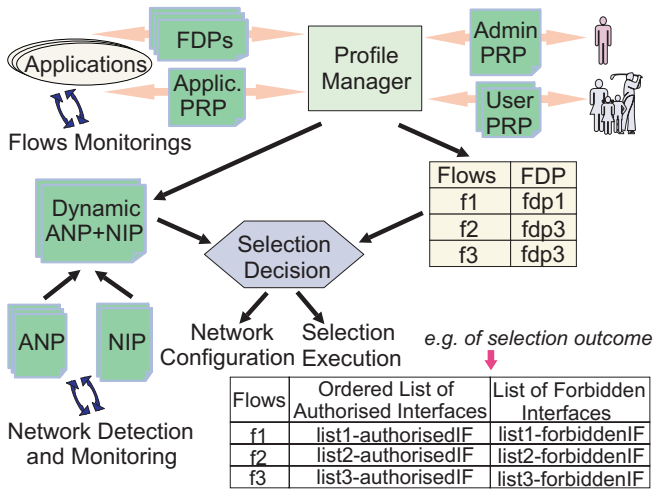 FDPs
Applications
Applic.
PRP
Profile
Manager
Admin
PRP
User
PRP
Flows Monitorings
Flows FDP
f1 fdp1
f2 fdp3
f3 fdp3
Dynamic
ANP+NIP
Selection
Decision
ANP
NIP
Network
Configuration
Selection
Execution
Network Detection
and Monitoring
e.g. of selection outcome
Flows Ordered List of Authorised Interfaces List of Forbidden Interfaces
f1 list1-authorisedIF list1-forbiddenIF
f2 list2-authorisedIF list2-forbiddenIF
f3 list3-authorisedIF list3-forbiddenIF